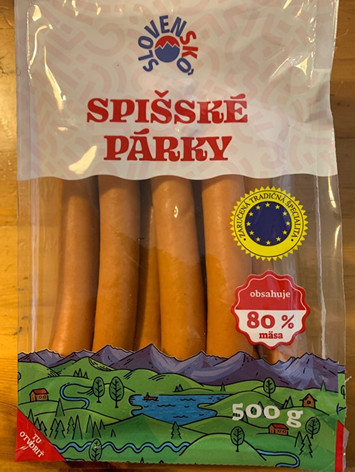 SLOVENSKO,
SPIŠSKÉ
PÁRKY
ZARUČENÁ TRADIČNÁ ŠPECIALITA
obsahuje
80 %
mäsa
500 g
TU
OTVORIŤ